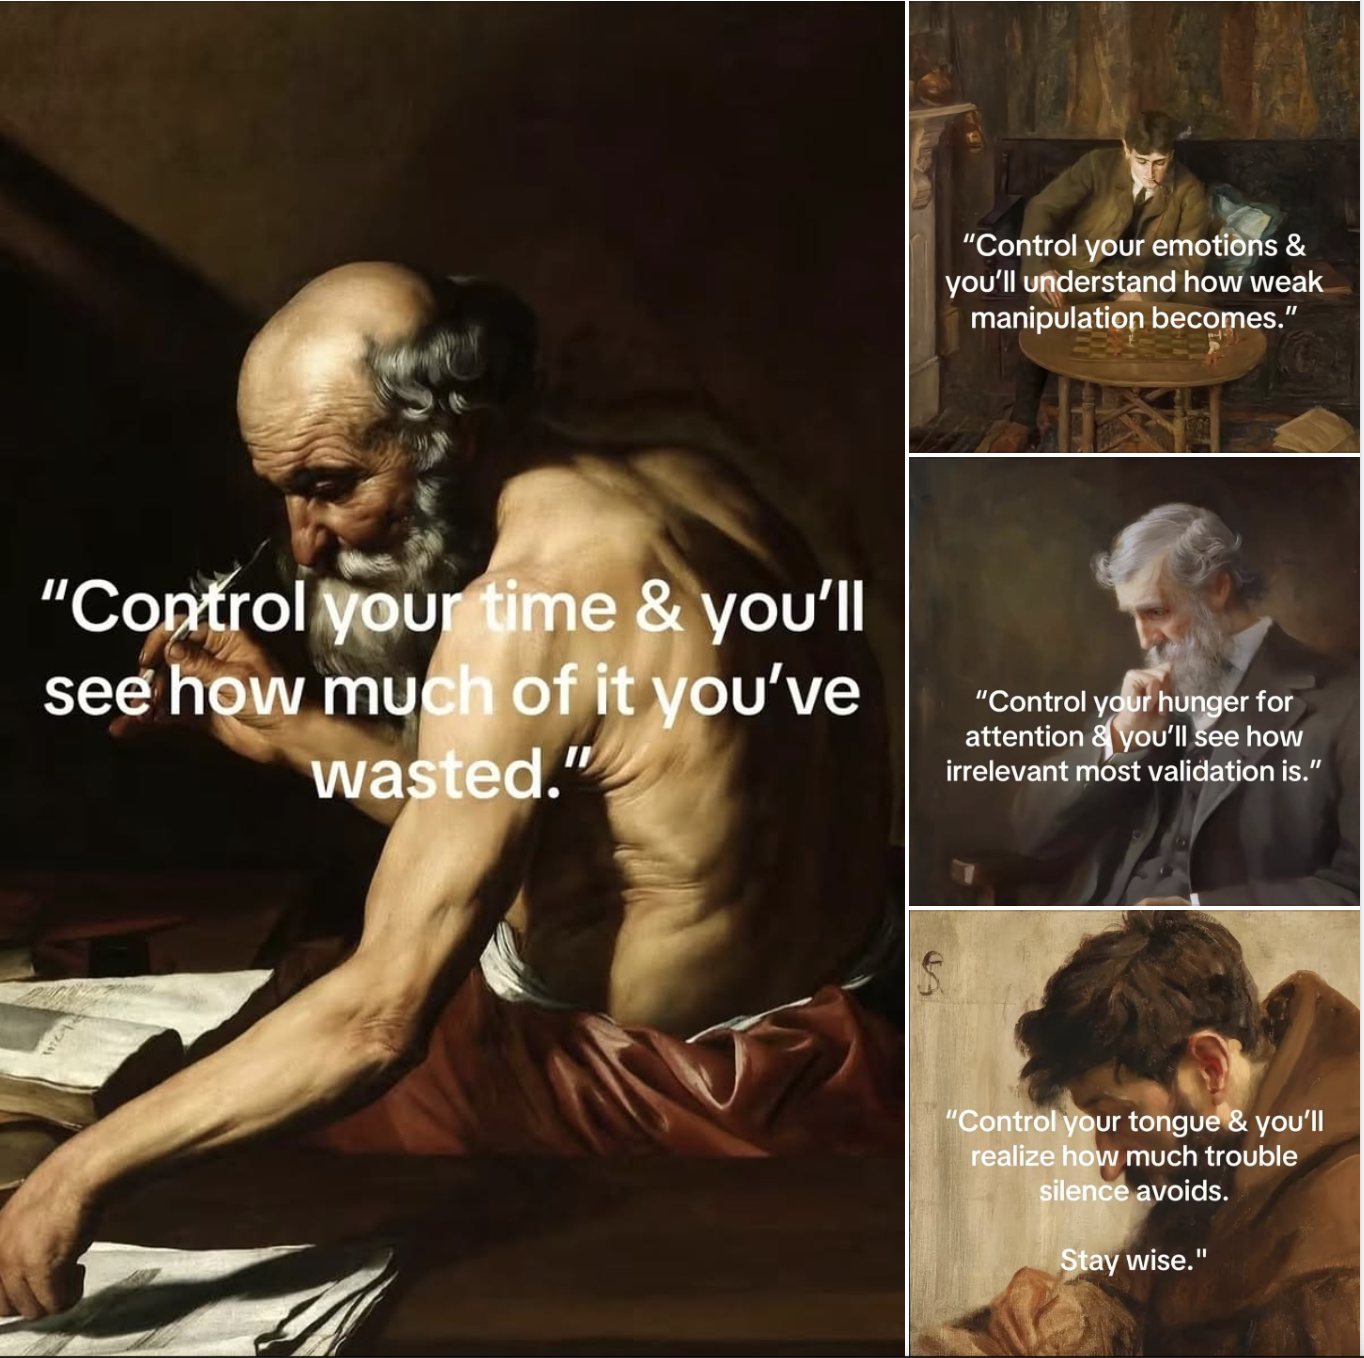 “Control your time & you’ll
see how much of it you’ve
wasted.”
“Control your emotions &
you’ll understand how weak
manipulation becomes.”
“Control your hunger for
attention & you’ll see how
irrelevant most validation is.”
“Control your tongue & you’ll
realize how much trouble
silence avoids.
Stay wise."